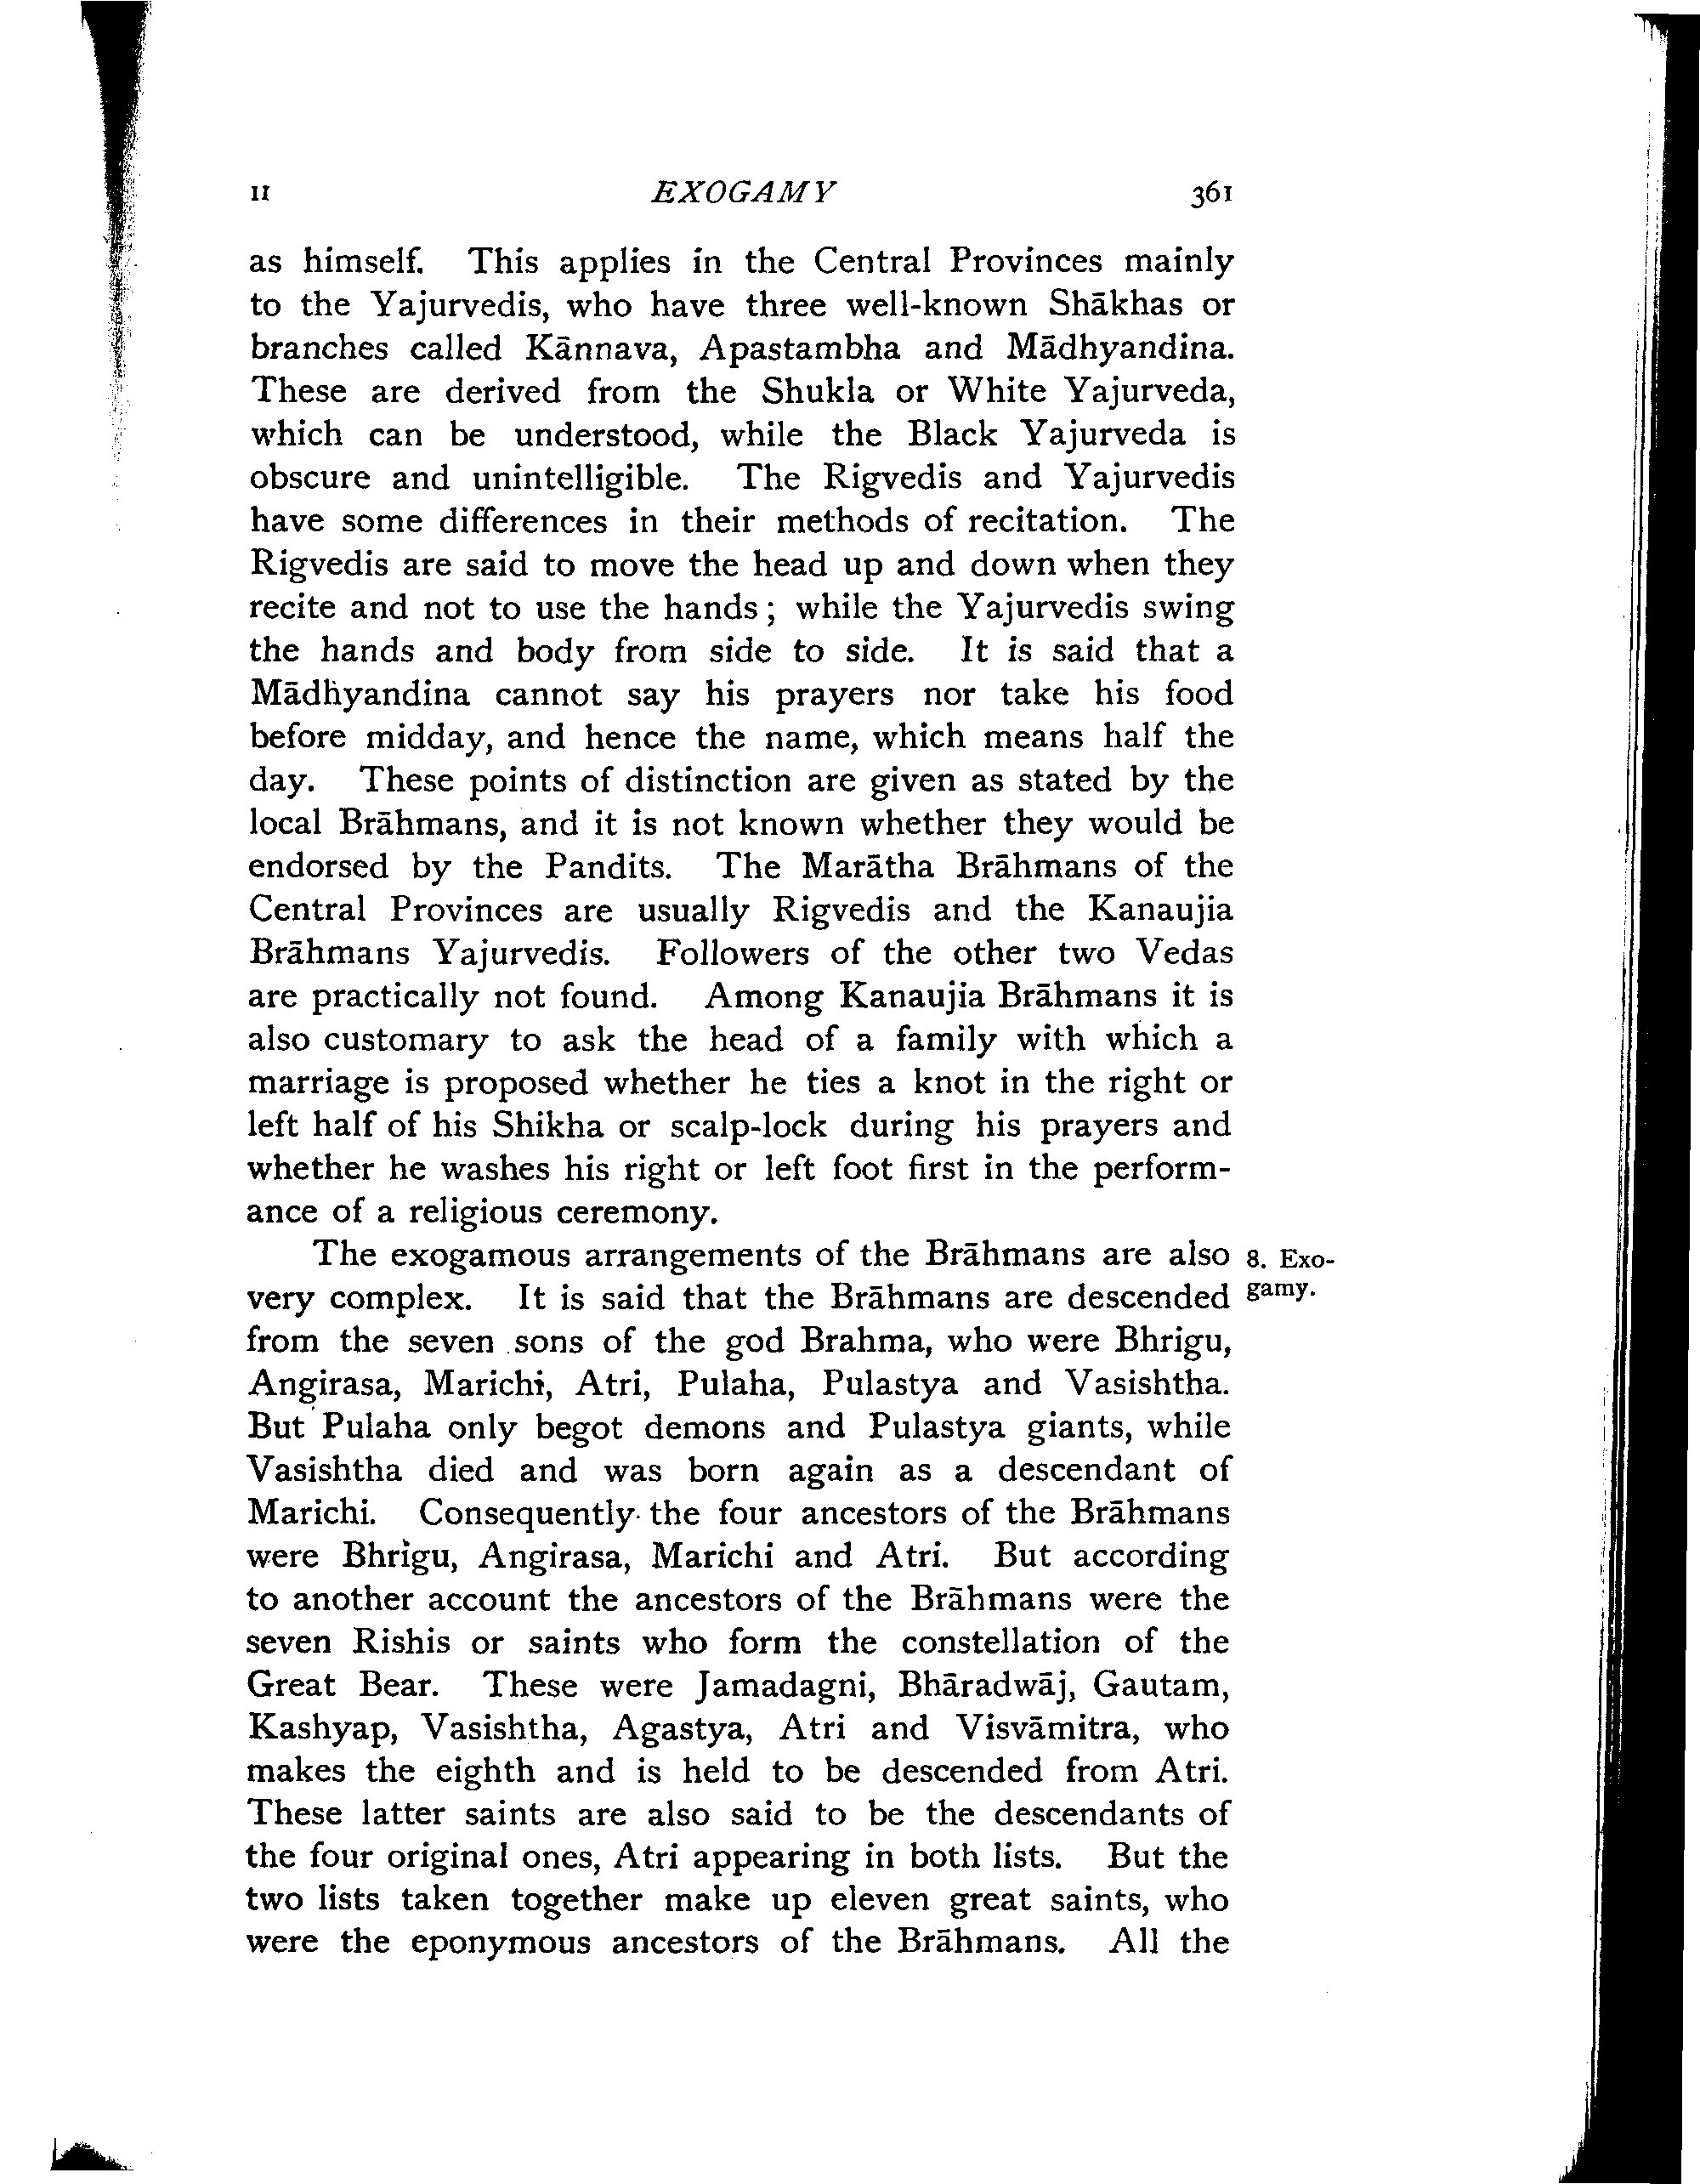 II EXOGAMY 361
as himself. This applies in the Central Provinces mainly
to the Yajurvedis, who have three well-known Shākhas or
branches called Kānnava, Apastambha and Mādhyandina.
These are derived from the Shukla or White Yajurveda,
which can be understood, while the Black Yajurveda is
obscure and unintelligible. The Rigvedis and Yajurvedis
have some differences in their methods of recitation. The
Rigvedis are said to move the head up and down when they
recite and not to use the hands; while the Yajurvedis swing
the hands and body from side to side. It is said that a
Mādhyandina cannot say his prayers nor take his food
before midday, and hence the name, which means half the
day. These points of distinction are given as stated by the
local Brāhmans, and it is not known whether they would be
endorsed by the Pandits. The Marātha Brāhmans of the
Central Provinces are usually Rigvedis and the Kanaujia
Brāhmans Yajurvedis. Followers of the other two Vedas
are practically not found. Among Kanaujia Brāhmans it is
also customary to ask the head of a family with which a
marriage is proposed whether he ties a knot in the right or
left half of his Shikha or scalp-lock during his prayers and
whether he washes his right or left foot first in the perform-
ance of a religious ceremony.
The exogamous arrangements of the Brāhmans are also
8. Exo-
very complex. It is said that the Brāhmans are descended
gamy.
from the seven sons of the god Brahma, who were Bhrigu,
Angirasa, Marichi, Atri, Pulaha, Pulastya and Vasishtha.
But Pulaha only begot demons and Pulastya giants, while
Vasishtha died and was born again as a descendant of
Marichi. Consequently the four ancestors of the Brāhmans
were Bhrigu, Angirasa, Marichi and Atri. But according
to another account the ancestors of the Brāhmans were the
seven Rishis or saints who form the constellation of the
Great Bear. These were Jamadagni, Bhāradwāj, Gautam,
Kashyap, Vasishtha, Agastya, Atri and Visvāmitra, who
makes the eighth and is held to be descended from Atri.
These latter saints are also said to be the descendants of
the four original ones, Atri appearing in both lists. But the
two lists taken together make up eleven great saints, who
were the eponymous ancestors of the Brāhmans. All the